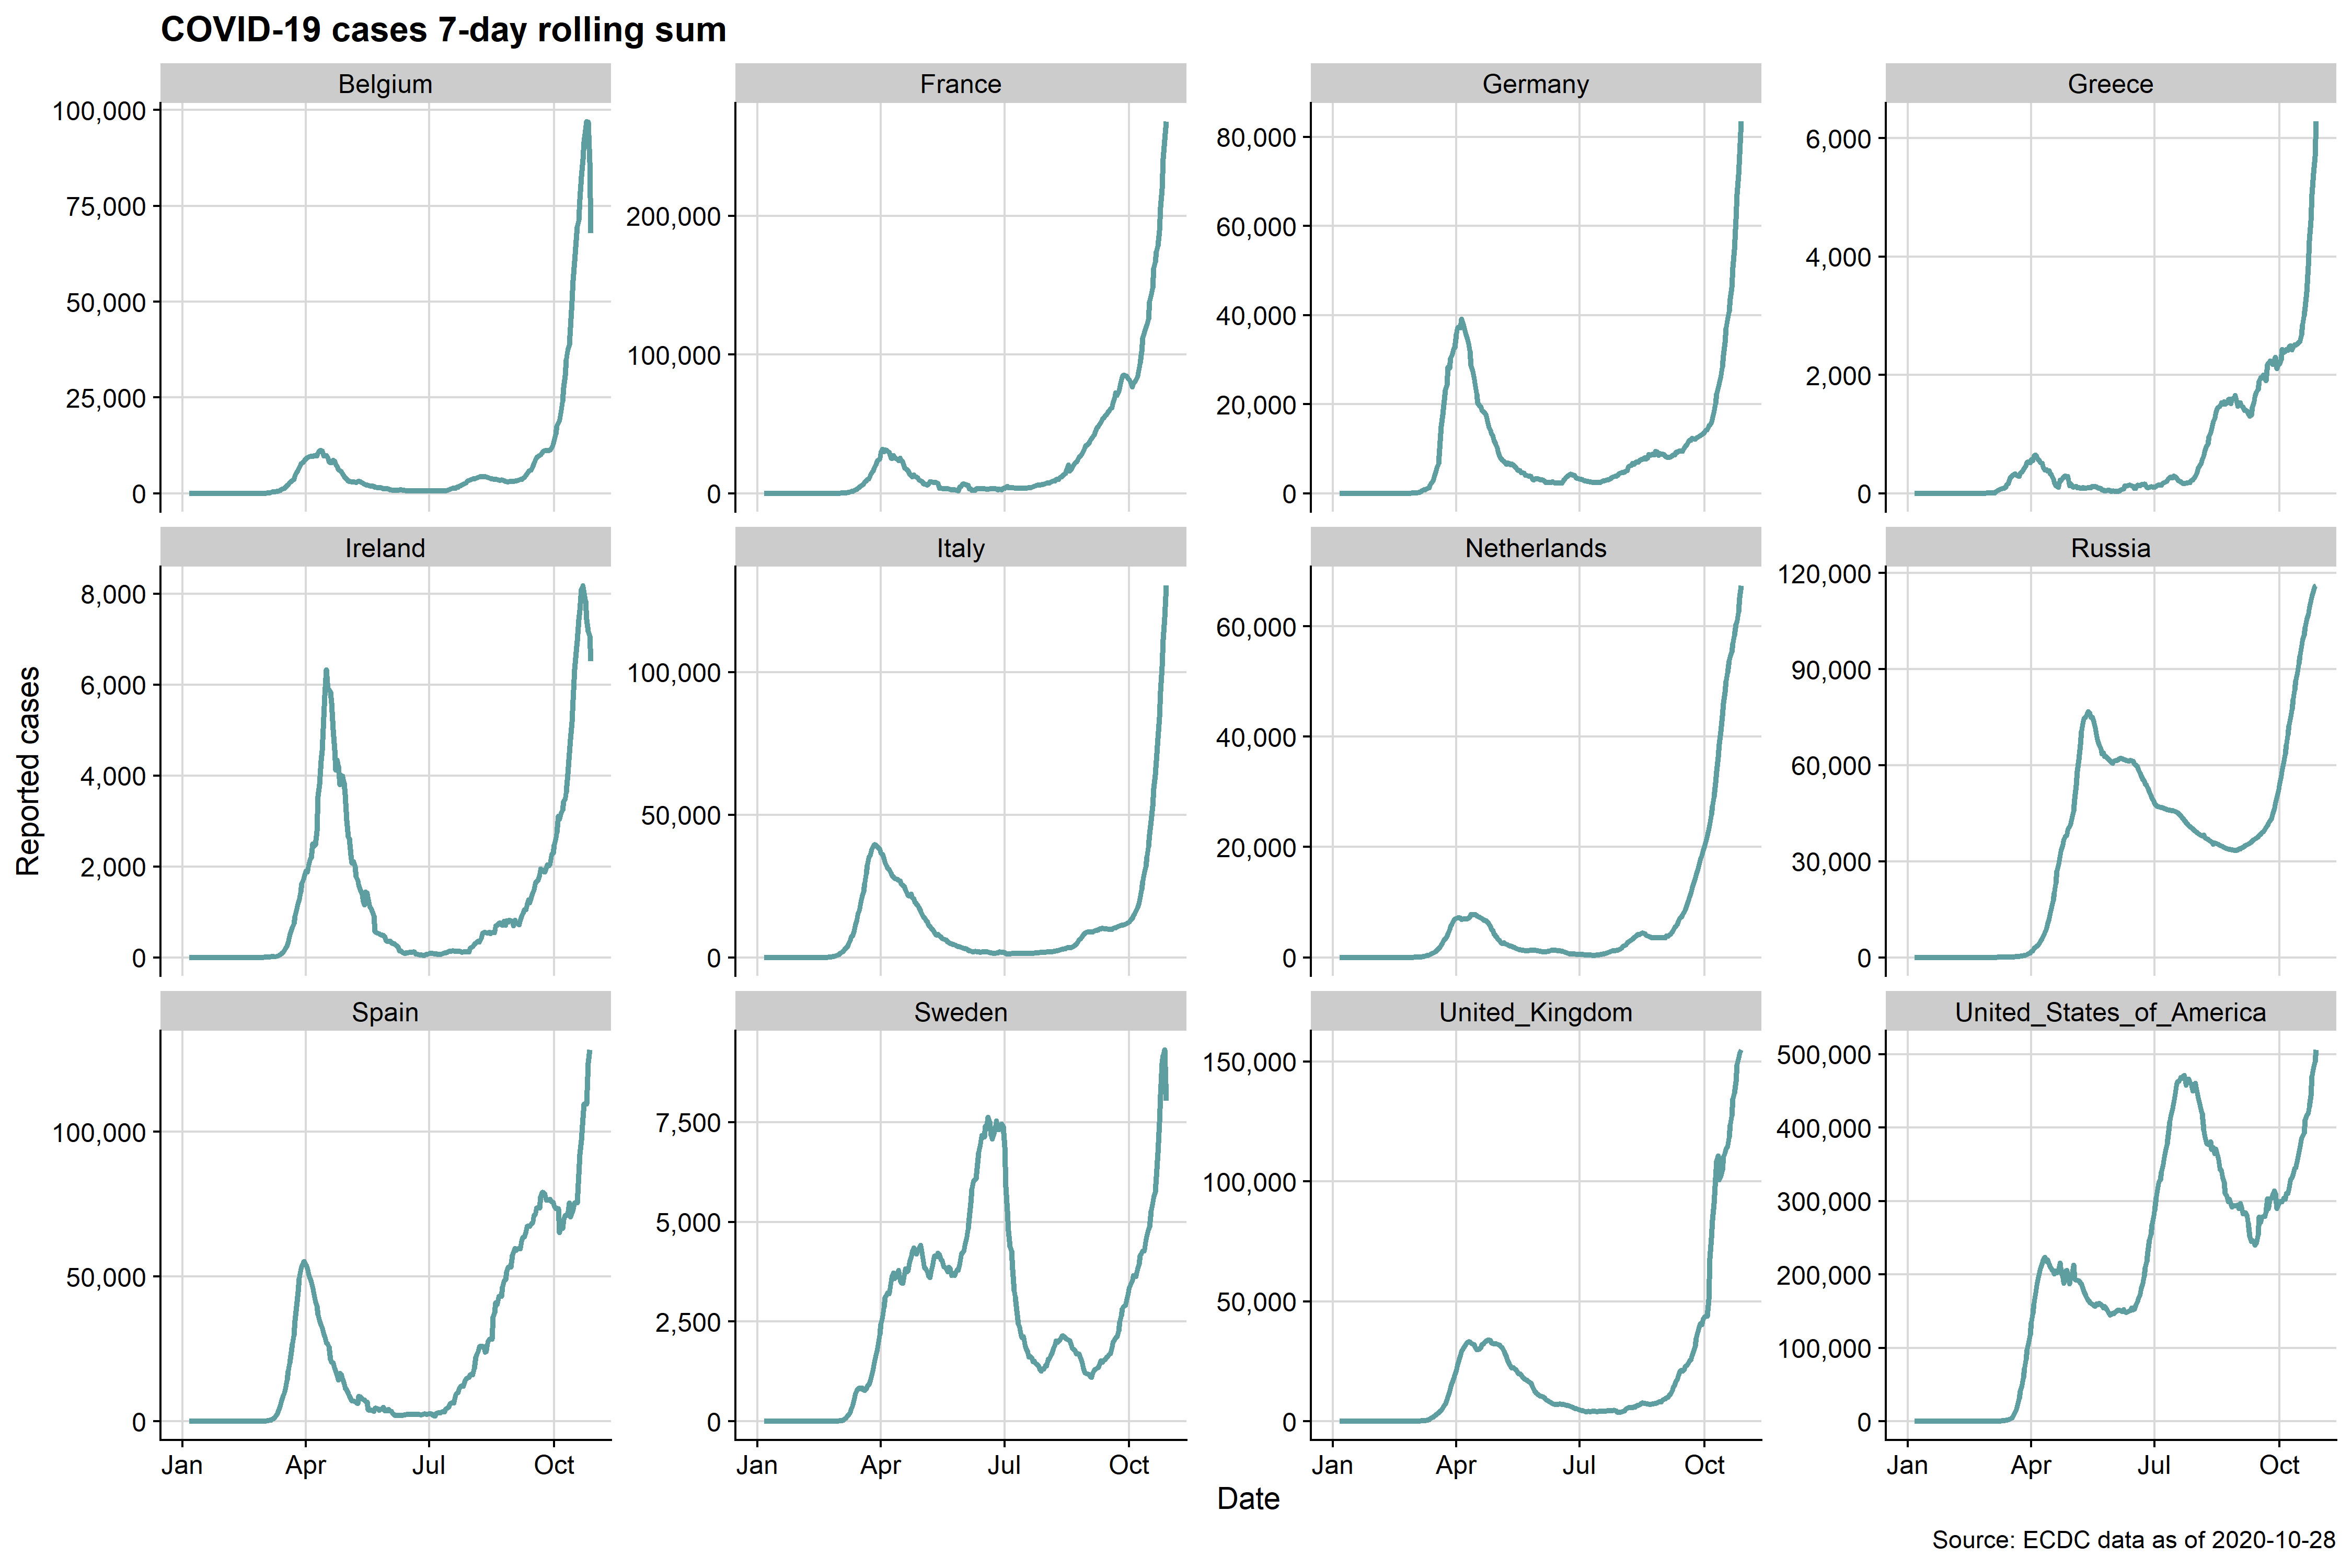 COVID-19 cases 7-day rolling sum
Belgium
France
Germany
Greece
100,000
75,000
50,000
25,000
0
200,000
100,000
0
80,000
60,000
40,000
20,000
0
6,000
4,000
2,000
0
Reported cases
Ireland
Italy
Netherlands
Russia
8,000
6,000
4,000
2,000
0
100,000
50,000
0
60,000
40,000
20,000
0
120,000
90,000
60,000
30,000
0
Spain
Sweden
United_Kingdom
United_States_of_America
100,000
50,000
0
7,500
5,000
2,500
0
150,000
100,000
50,000
0
500,000
400,000
300,000
200,000
100,000
0
Jan Apr Jul Oct
Jan Apr Jul Oct
Jan Apr Jul Oct
Jan Apr Jul Oct
Date
Source: ECDC data as of 2020-10-28